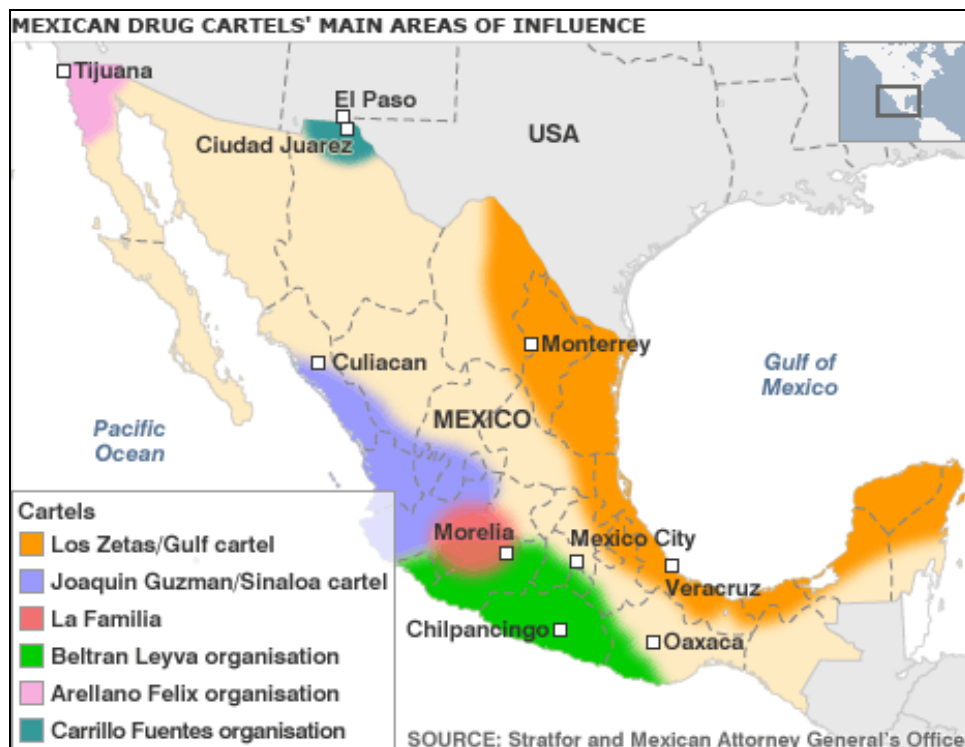 MEXICAN DRUG CARTELS' MAIN AREAS OF INFLUENCE
Tijuana
El Paso
Ciudad Juarez
USA
Monterrey
Culiacan
Gulf of
Mexico
MEXICO
Pacific
Ocean
Morelia
Mexico City
Veracruz
Chilpancingo
Oaxaca
Cartels
Los Zetas/Gulf cartel
Joaquin Guzman/Sinaloa cartel
La Familia
Beltran Leyva organisation
Arellano Felix organisation
Carrillo Fuentes organisation
SOURCE: Stratfor and Mexican Attorney General's Office